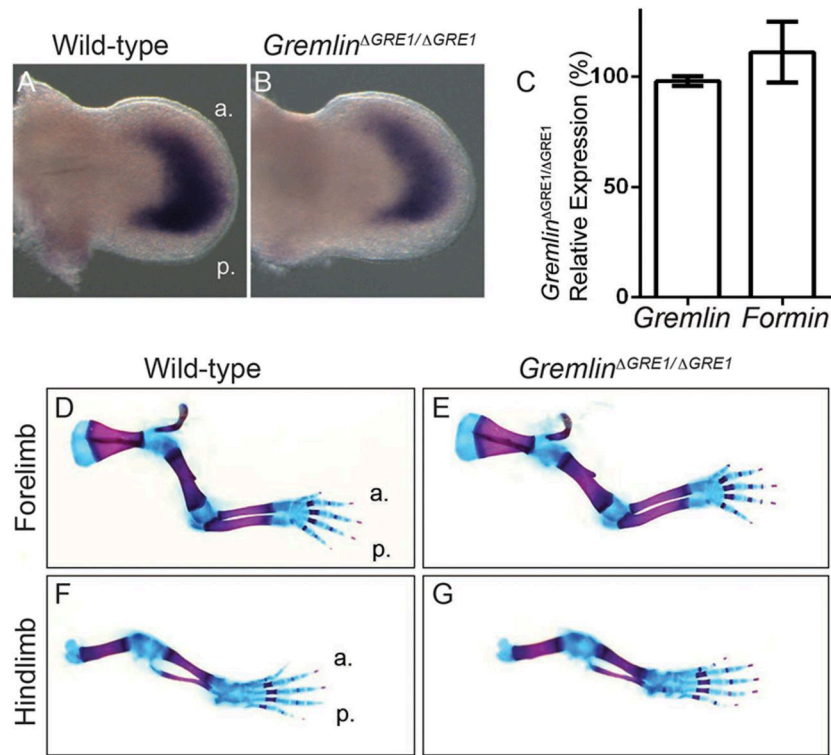 Wild-type
Gremlin^ΔGRE1/ΔGRE1
A
a.
p.
B
C
Gremlin^ΔGRE1/ΔGRE1
Relative Expression (%)
100
50
0
Gremlin
Formin
Wild-type
Gremlin^ΔGRE1/ΔGRE1
Forelimb
D
a.
p.
E
Hindlimb
F
a.
p.
G